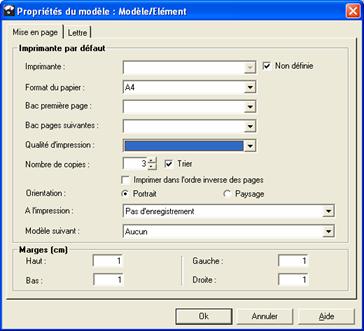 Propriétés du modèle : Modèle/Elément
Mise en page Lettre
Imprimante par défaut
Imprimante : Non définie
Format du papier : A4
Bac première page :
Bac pages suivantes :
Qualité d'impression :
Nombre de copies : 3 Trier
Imprimer dans l'ordre inverse des pages
Orientation : Portrait Paysage
A l'impression : Pas d'enregistrement
Modèle suivant : Aucun
Marges (cm)
Haut : 1 Gauche : 1
Bas : 1 Droite : 1
Ok Annuler Aide